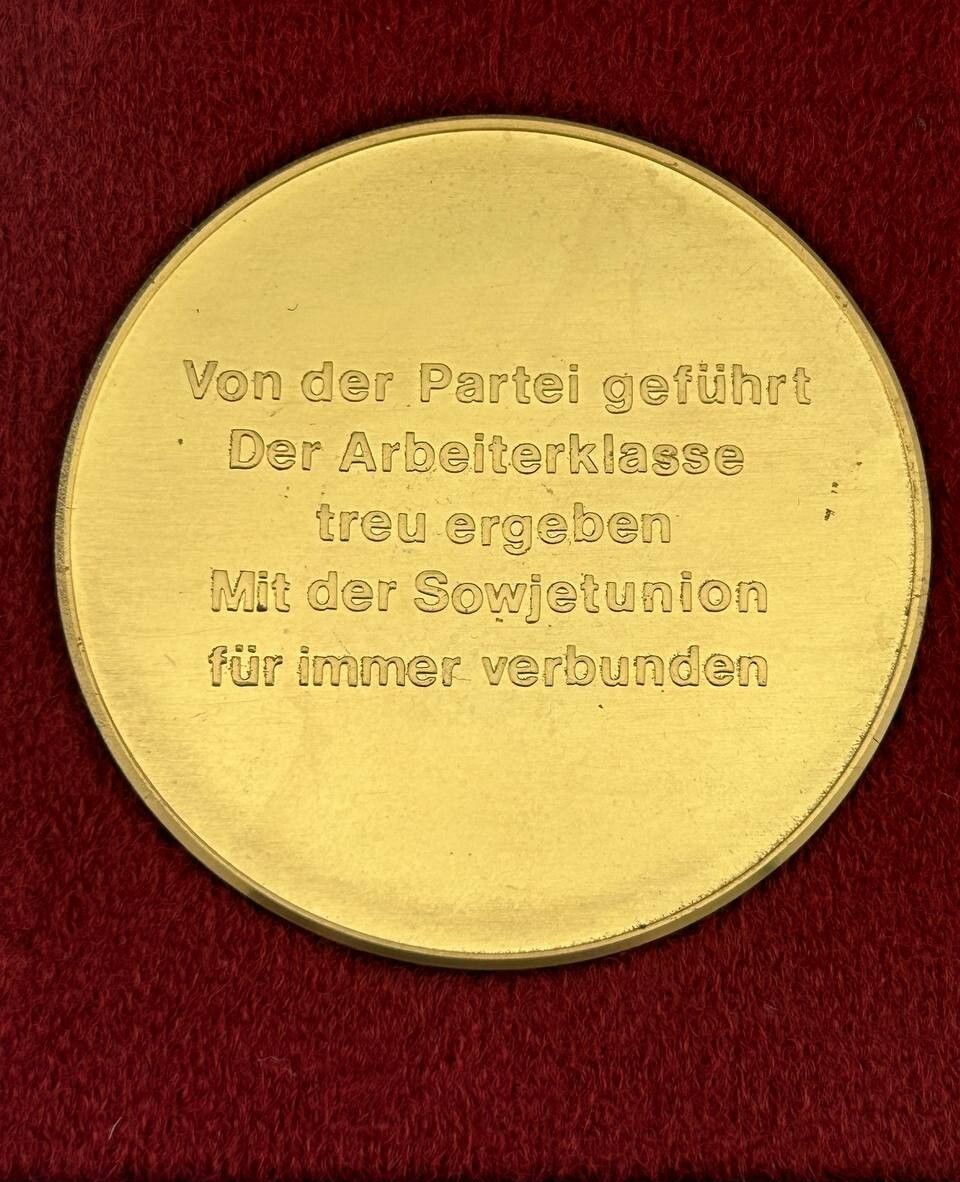 Von der Partei geführt
Der Arbeiterklasse
treu ergeben
Mit der Sowjetunion
für immer verbunden